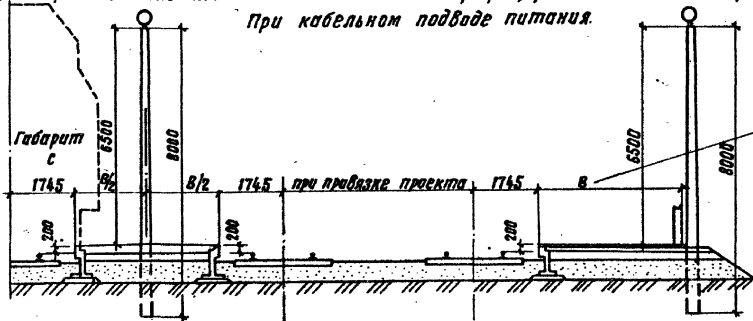 При кабельном подводе питания.
Габарит
С
6500
8000
6500
8000
1745
В/2
В/2
1745
при привязке проекта
1745
В
200
200
200